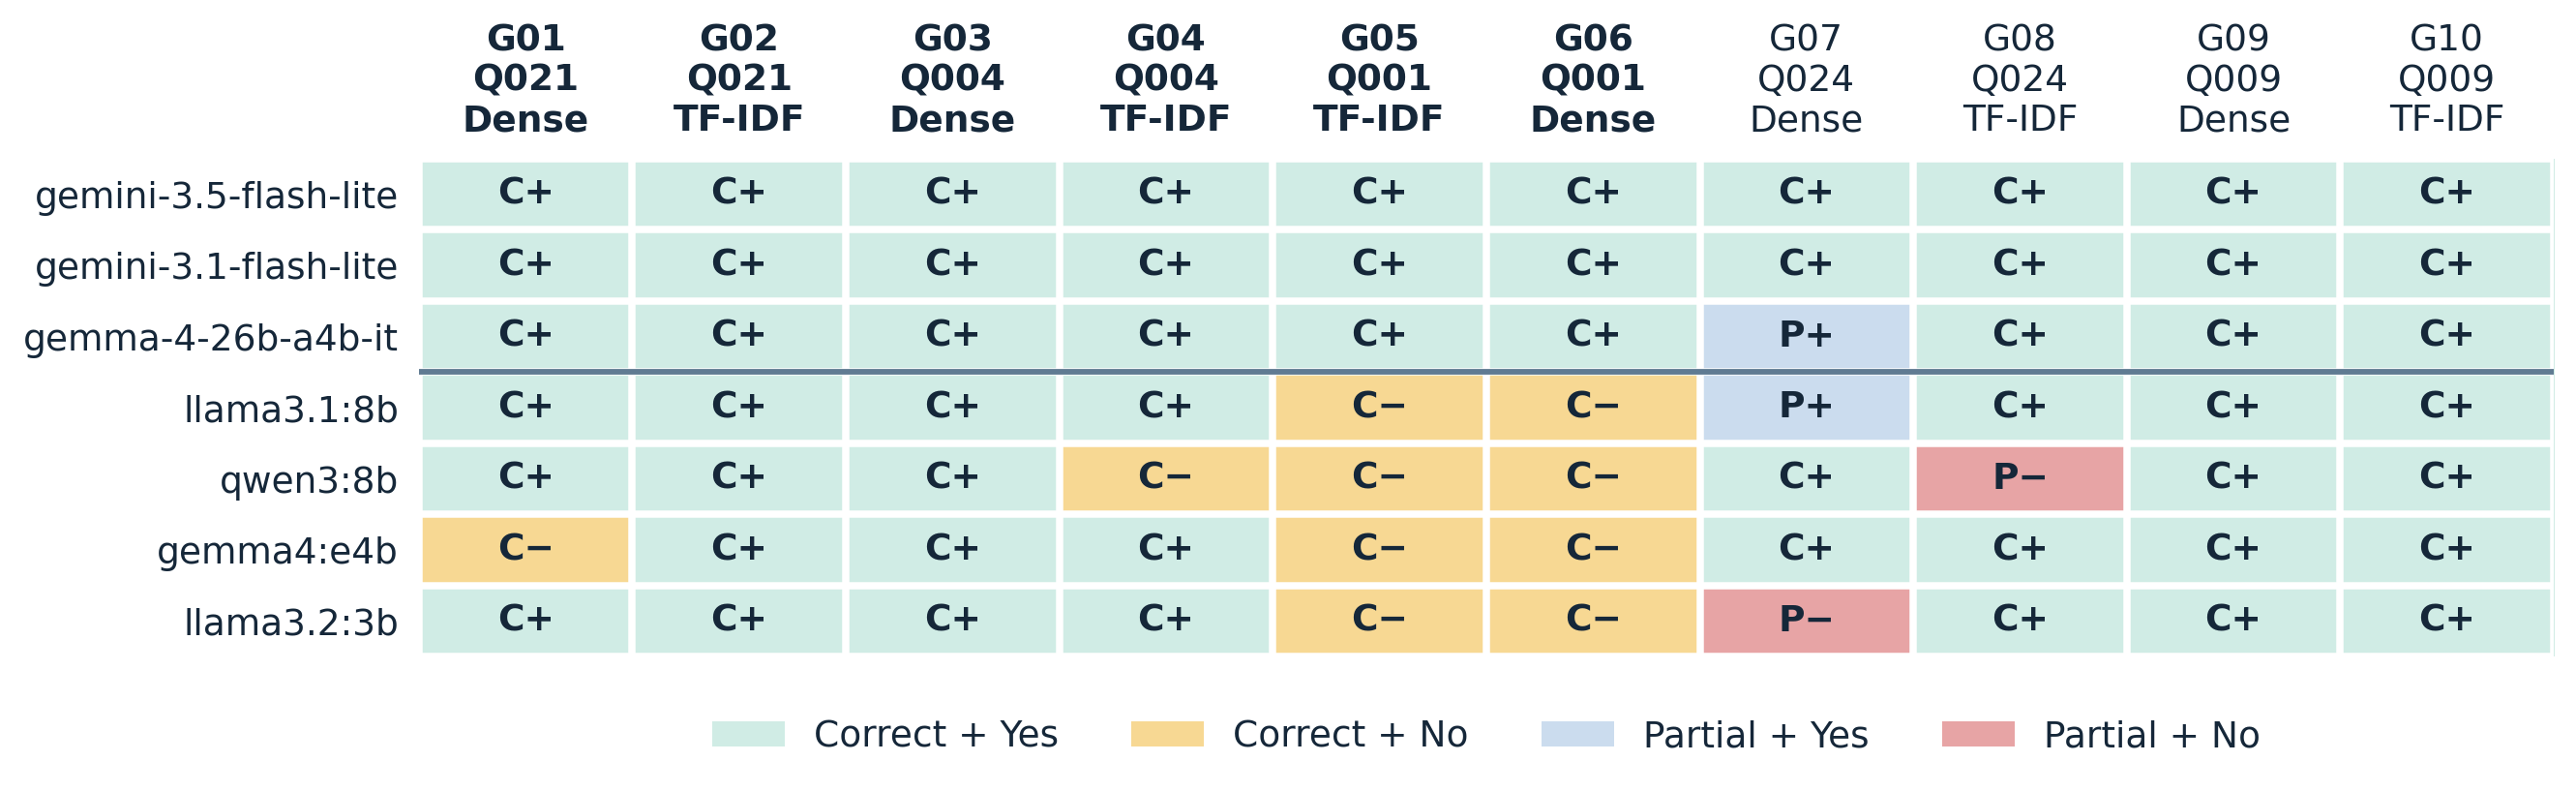 G01 G02 G03 G04 G05 G06 G07 G08 G09 G10
Q021 Q021 Q004 Q004 Q001 Q001 Q024 Q024 Q009 Q009
Dense TF-IDF Dense TF-IDF TF-IDF Dense Dense TF-IDF Dense TF-IDF
gemini-3.5-flash-lite C+ C+ C+ C+ C+ C+ C+ C+ C+ C+
gemini-3.1-flash-lite C+ C+ C+ C+ C+ C+ C+ C+ C+ C+
gemma-4-26b-a4b-it C+ C+ C+ C+ C+ C+ P+ C+ C+ C+
llama3.1:8b C+ C+ C+ C+ C− C− P+ C+ C+ C+
qwen3:8b C+ C+ C+ C− C− C− C+ P− C+ C+
gemma4:e4b C− C+ C+ C+ C− C− C+ C+ C+ C+
llama3.2:3b C+ C+ C+ C+ C− C− P− C+ C+ C+
Correct + Yes Correct + No Partial + Yes Partial + No